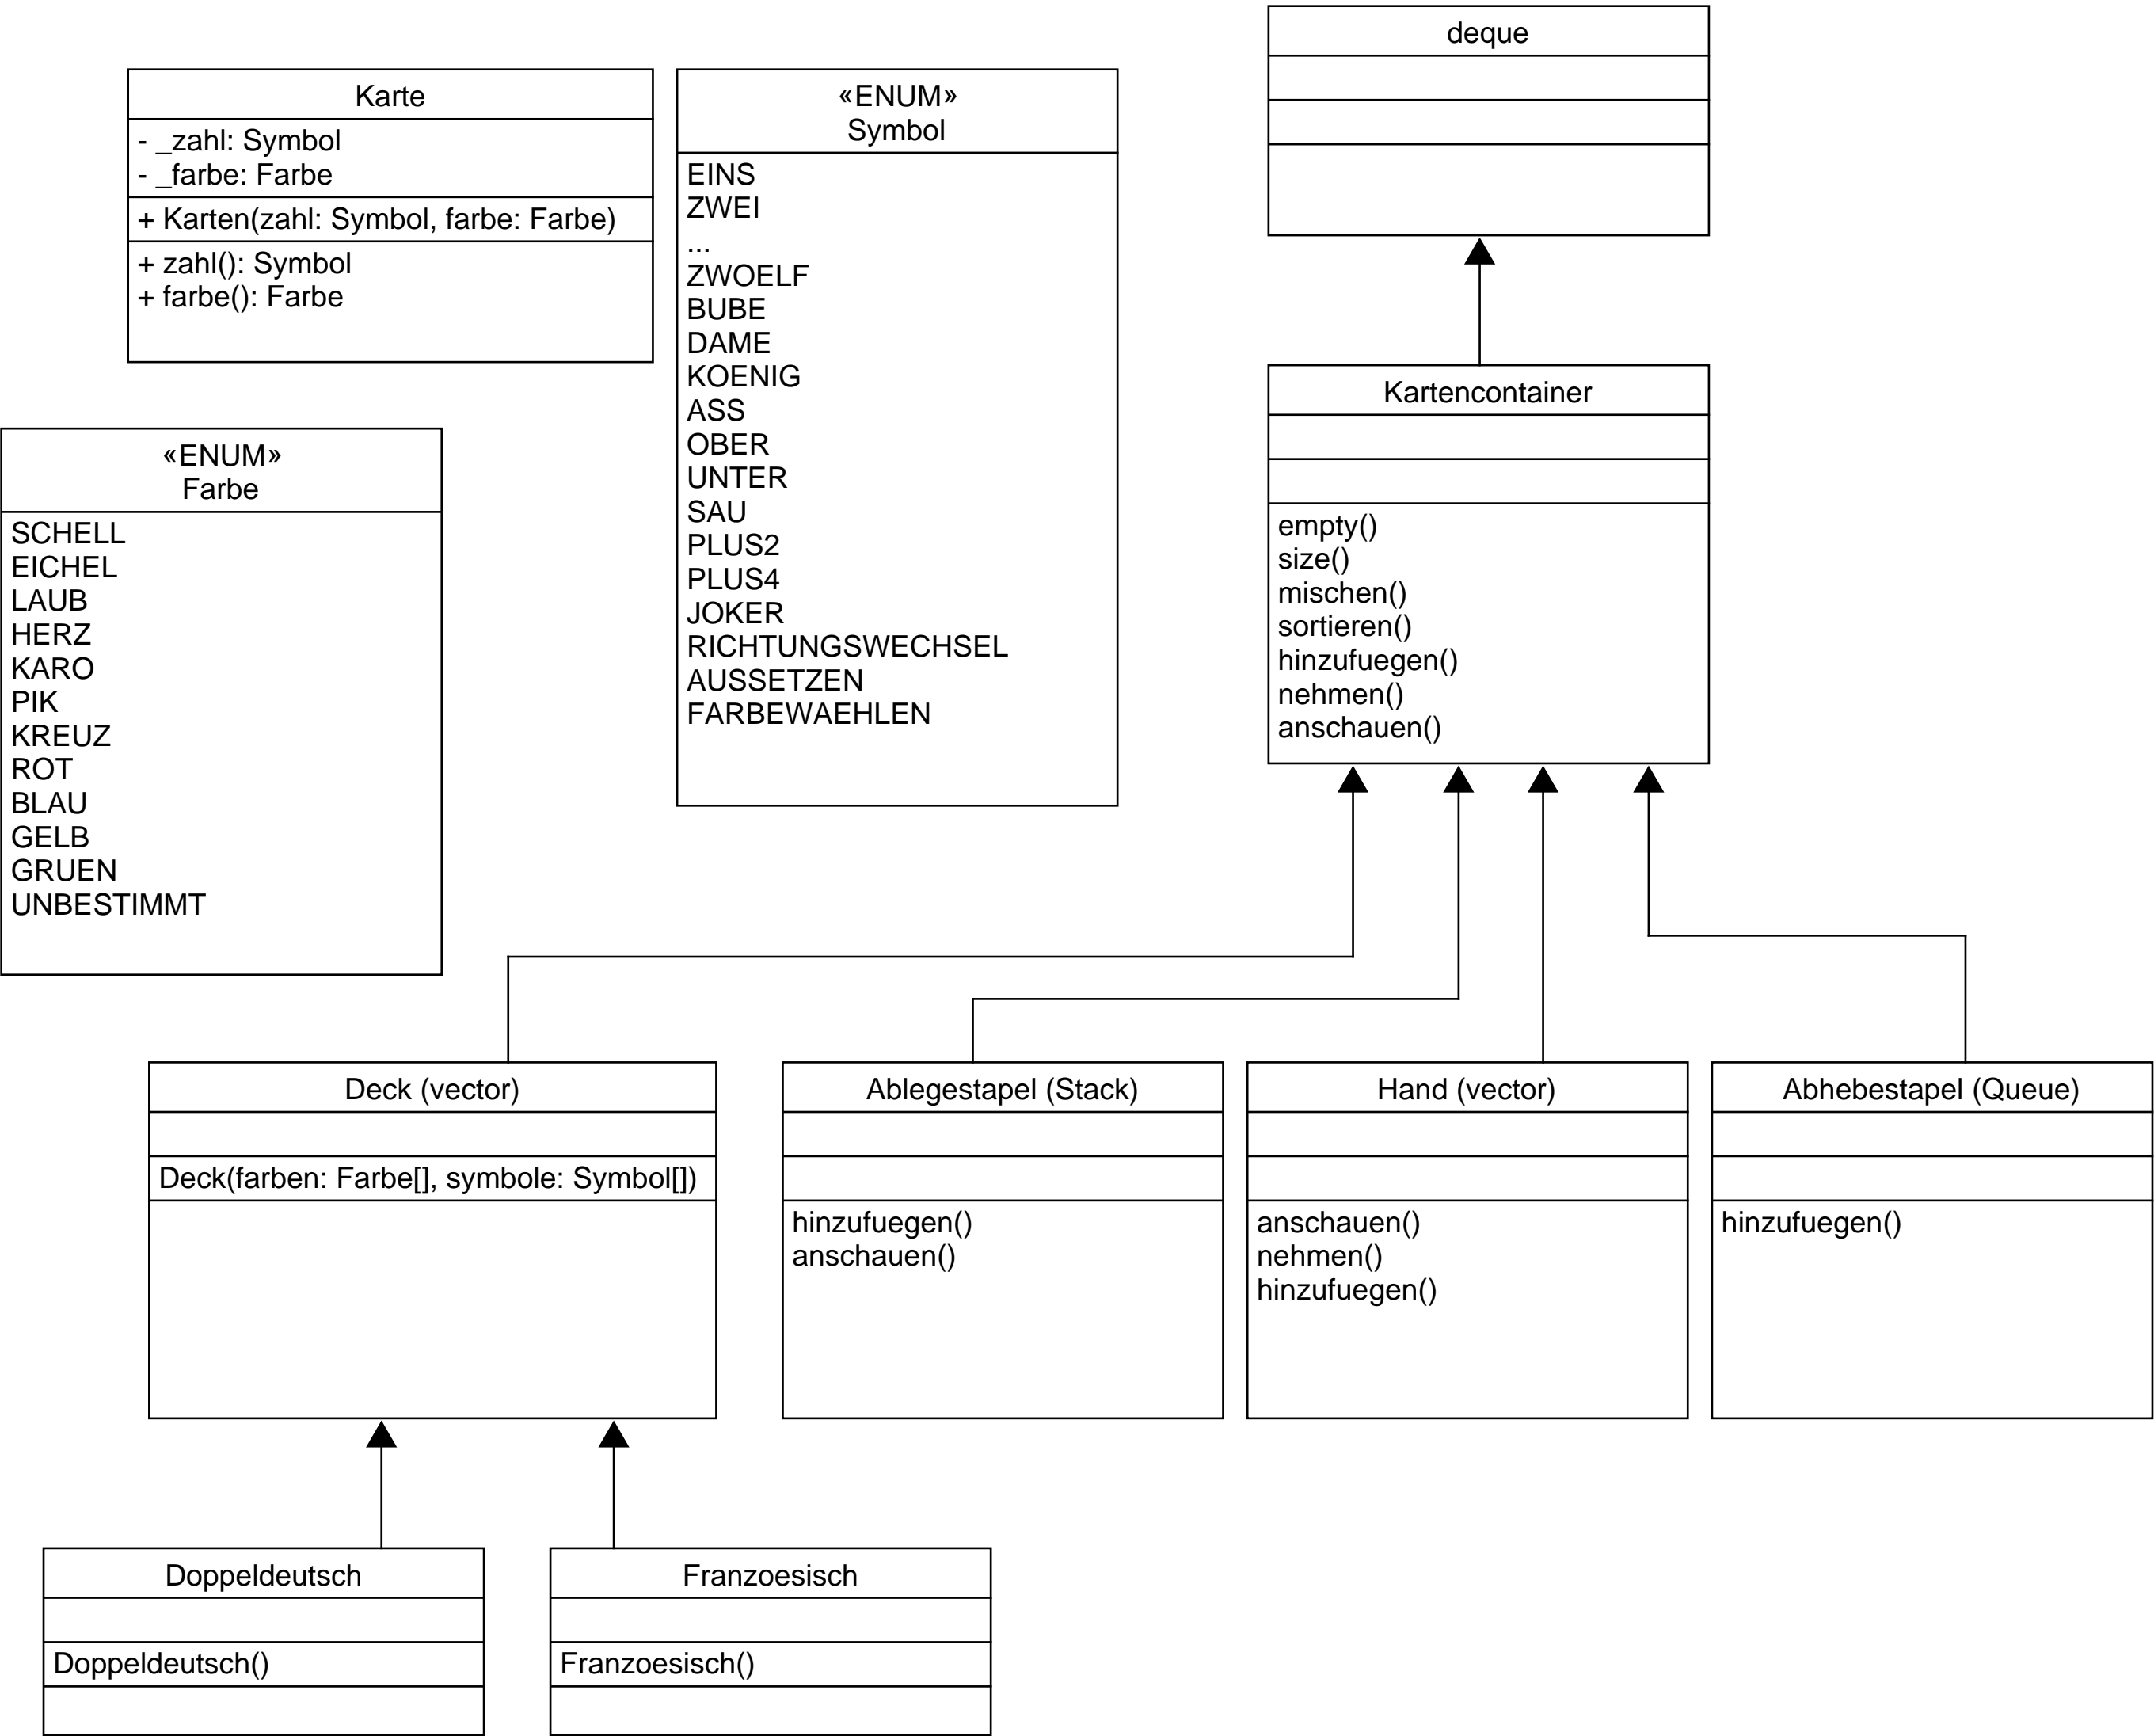 deque
Karte
- _zahl: Symbol
- _farbe: Farbe
+ Karten(zahl: Symbol, farbe: Farbe)
+ zahl(): Symbol
+ farbe(): Farbe
«ENUM»
Symbol
EINS
ZWEI
...
ZWOELF
BUBE
DAME
KOENIG
ASS
OBER
UNTER
SAU
PLUS2
PLUS4
JOKER
RICHTUNGSWECHSEL
AUSSETZEN
FARBEWAEHLEN
Kartencontainer
empty()
size()
mischen()
sortieren()
hinzufuegen()
nehmen()
anschauen()
«ENUM»
Farbe
SCHELL
EICHEL
LAUB
HERZ
KARO
PIK
KREUZ
ROT
BLAU
GELB
GRUEN
UNBESTIMMT
Deck (vector)
Deck(farben: Farbe[], symbole: Symbol[])
Ablegestapel (Stack)
hinzufuegen()
anschauen()
Hand (vector)
anschauen()
nehmen()
hinzufuegen()
Abhebestapel (Queue)
hinzufuegen()
Doppeldeutsch
Doppeldeutsch()
Franzoesisch
Franzoesisch()